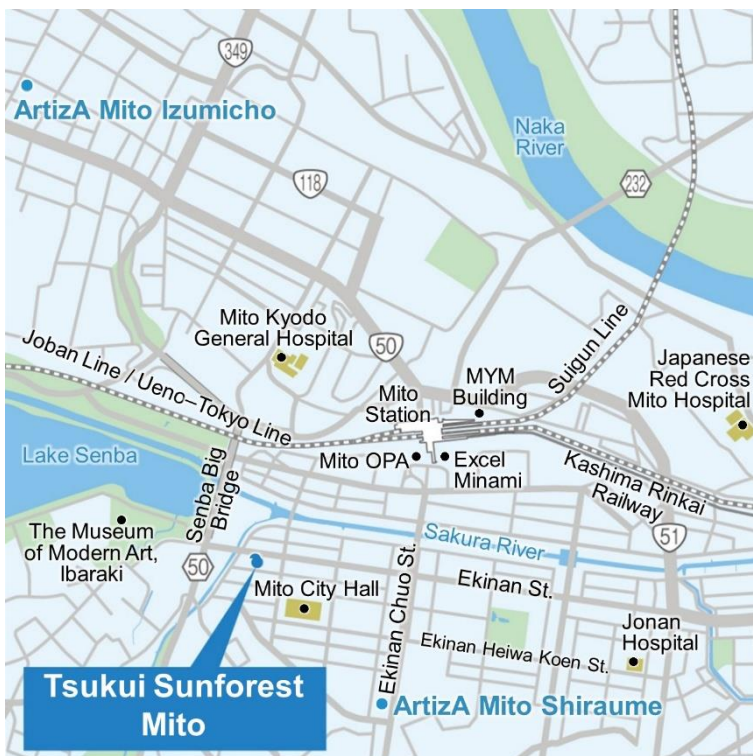 349
ArtizA Mito Izumicho
Naka
River
118
232
Mito Kyodo
General Hospital
50
Joban Line / Ueno–Tokyo Line
Suigun Line
Mito
Station
MYM
Building
Japanese
Red Cross
Mito Hospital
Lake Senba
Senba Big
Bridge
Mito OPA
Excel
Minami
Kashima Rinkai
Railway
The Museum
of Modern Art,
Ibaraki
Sakura River
51
50
Mito City Hall
Ekinan St.
Ekinan Chuo St.
Jonan
Hospital
Ekinan Heiwa Koen St.
Tsukui Sunforest
Mito
ArtizA Mito Shiraume